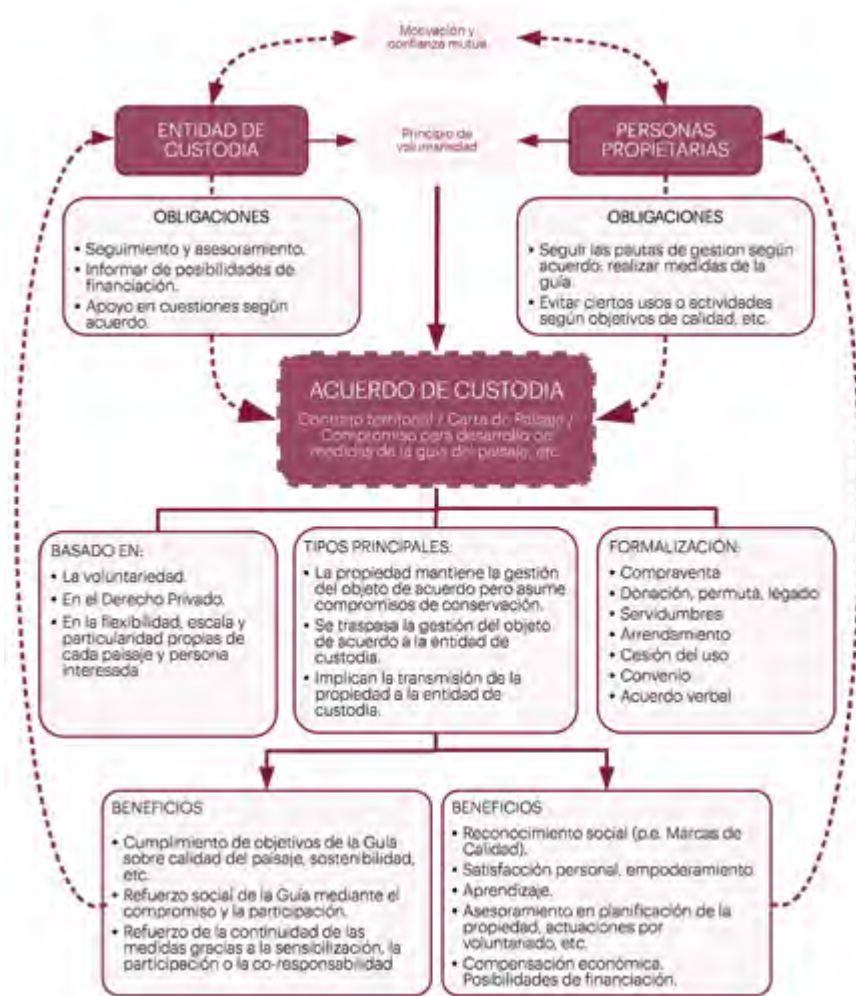 Motivación y
confianza mutua
ENTIDAD DE
CUSTODIA
Principio de
voluntariedad
PERSONAS
PROPIETARIAS
OBLIGACIONES
• Seguimiento y asesoramiento.
• Informar de posibilidades de
financiación.
• Apoyo en cuestiones según
acuerdo.
OBLIGACIONES
• Seguir las pautas de gestion según
acuerdo: realizar medidas de la
guía.
• Evitar ciertos usos o actividades
según objetivos de calidad, etc.
ACUERDO DE CUSTODIA
Contrato territorial / Carta de Paisaje /
Compromiso para desarrollo de
medidas de la guía del paisaje, etc.
BASADO EN:
• La voluntariedad.
• En el Derecho Privado.
• En la flexibilidad, escala y
particularidad propias de
cada paisaje y persona
interesada
TIPOS PRINCIPALES:
• La propiedad mantiene la gestión
del objeto de acuerdo pero asume
compromisos de conservación.
• Se traspasa la gestión del objeto
de acuerdo a la entidad de
custodia.
• Implican la transmisión de la
propiedad a la entidad de
custodia.
FORMALIZACIÓN:
• Compraventa
• Donación, permuta, legado
• Servidumbres
• Arrendamiento
• Cesión del uso
• Convenio
• Acuerdo verbal
BENEFICIOS
• Cumplimiento de objetivos de la Guía
sobre calidad del paisaje, sostenibilidad,
etc.
• Refuerzo social de la Guía mediante el
compromiso y la participación.
• Refuerzo de la continuidad de las
medidas gracias a la sensibilización, la
participación o la co-responsabilidad
BENEFICIOS
• Reconocimiento social (p.e. Marcas de
Calidad).
• Satisfacción personal, empoderamiento.
• Aprendizaje.
• Asesoramiento en planificación de la
propiedad, actuaciones por
voluntariado, etc.
• Compensación económica.
Posibilidades de financiación.